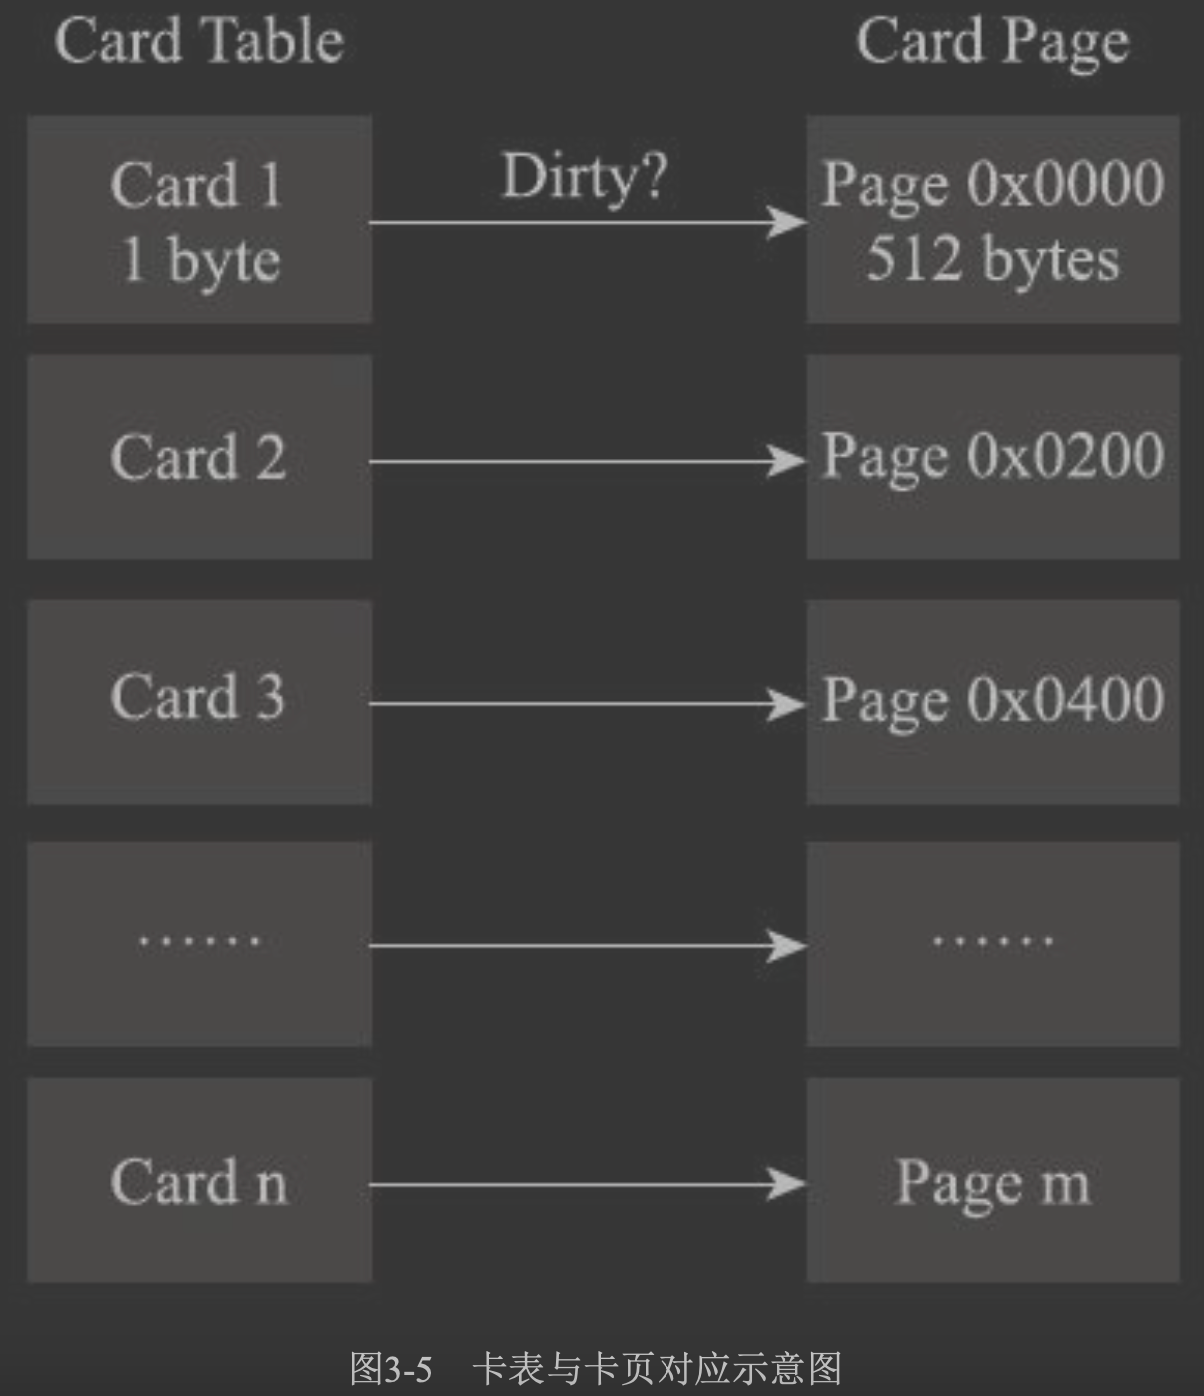 Card Table
Card Page
Card 1
1 byte
Dirty?
Page 0x0000
512 bytes
Card 2
Page 0x0200
Card 3
Page 0x0400
······
······
Card n
Page m
图3-5 卡表与卡页对应示意图